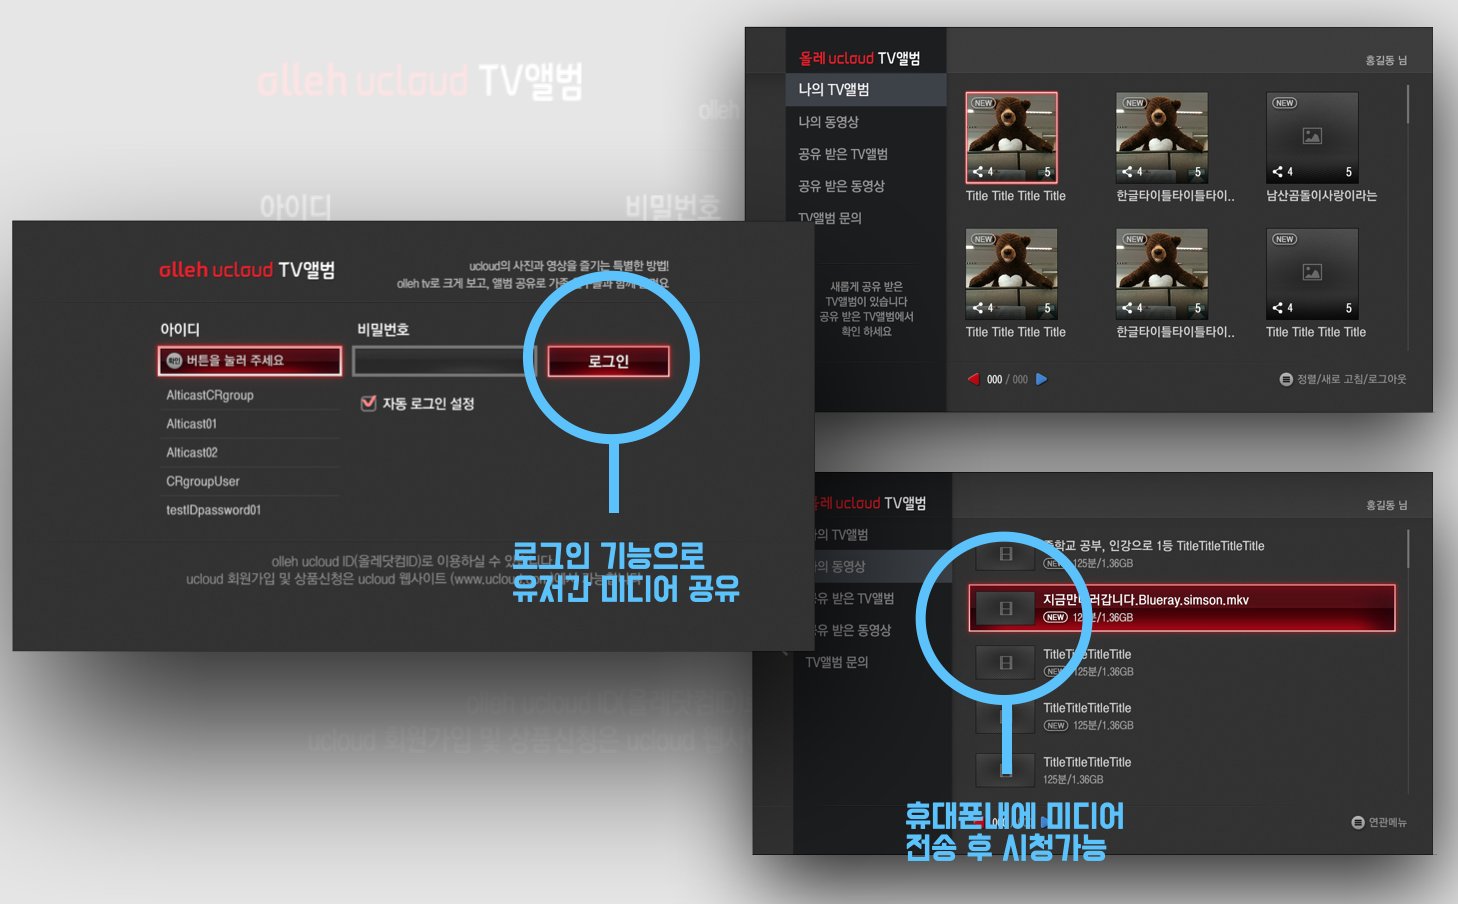 olleh ucloud TV앨범
olleh
아이디
비밀번호
olleh ucloud TV앨범
ucloud의 사진과 영상을 즐기는 특별한 방법!
olleh tv로 크게 보고, 앨범 공유로 가족
함께
아이디
비밀번호
확인 버튼을 눌러 주세요
로그인
AlticastCRgroup
자동 로그인 설정
Alticast01
Alticast02
CRgroupUser
testIDpassword01
olleh ucloud ID(올레닷컴ID)로 이용하실 수
ucloud 회원가입 및 상품신청은 ucloud 웹사이트 (www.ucloud.com)에서
로그인 기능으로
유저간 미디어 공유
olleh ucloud ID(올레닷컴ID)
ucloud 회원가입 및 상품신청은 ucloud 웹사
올레 ucloud TV앨범
홍길동 님
나의 TV앨범
나의 동영상
공유 받은 TV앨범
공유 받은 동영상
TV앨범 문의
새롭게 공유 받은
TV앨범이 있습니다
공유 받은 TV앨범에서
확인 하세요
NEW NEW NEW
4 5 4 5 4 5
Title Title Title Title 한글타이틀타이틀타이.. 남산곰돌이사랑이라는
NEW NEW NEW
4 5 4 5 4 5
Title Title Title Title 한글타이틀타이틀타이.. Title Title Title Title
000 / 000
정렬/새로 고침/로그아웃
올레 ucloud TV앨범
홍길동 님
의 TV앨범
의 동영상
유 받은 TV앨범
유 받은 동영상
TV앨범 문의
학교 공부, 인강으로 1등 TitleTitleTitleTitle
NEW 125분/1.36GB
지금만 러갑니다.Blueray.simson.mkv
NEW 125분/1.36GB
TitleTitleTitleTitle
NEW 125분/1.36GB
TitleTitleTitleTitle
NEW 125분/1.36GB
TitleTitleTitleTitle
125분/1.36GB
연관메뉴
휴대폰내에 미디어
전송 후 시청가능